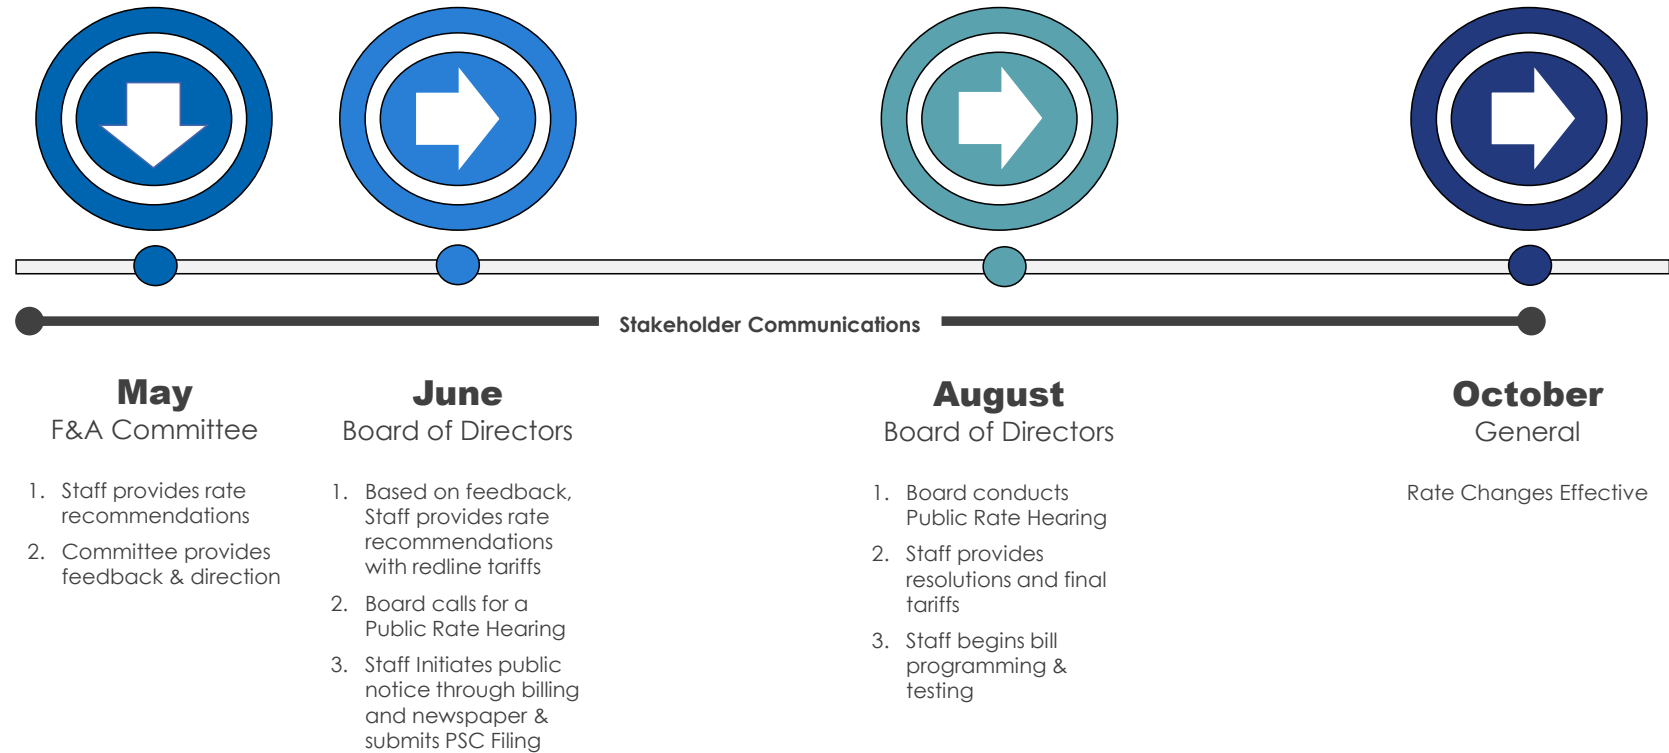 Stakeholder Communications
May
F&A Committee
1. Staff provides rate
recommendations
2. Committee provides
feedback & direction
June
Board of Directors
1. Based on feedback,
Staff provides rate
recommendations
with redline tariffs
2. Board calls for a
Public Rate Hearing
3. Staff Initiates public
notice through billing
and newspaper &
submits PSC Filing
August
Board of Directors
1. Board conducts
Public Rate Hearing
2. Staff provides
resolutions and final
tariffs
3. Staff begins bill
programming &
testing
October
General
Rate Changes Effective